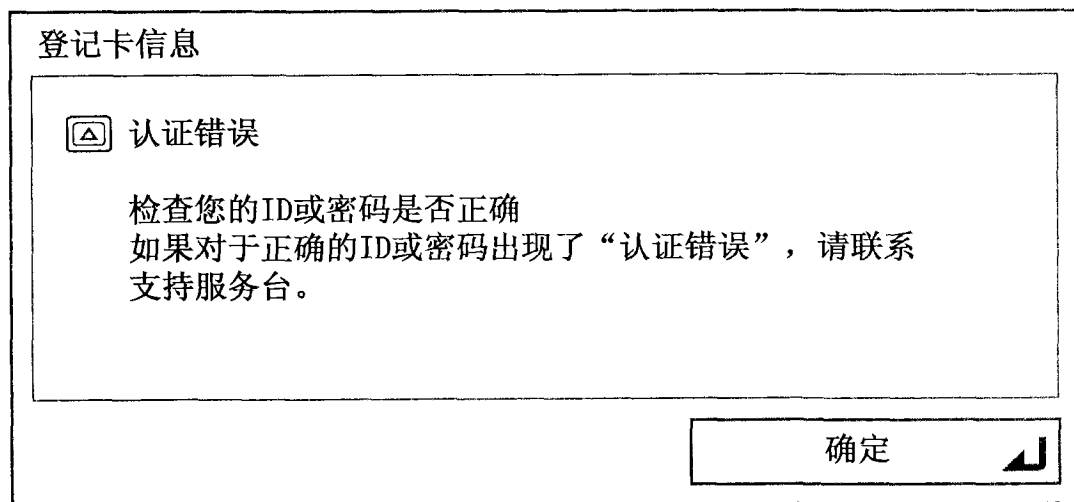 登记卡信息
认证错误
检查您的ID或密码是否正确
如果对于正确的ID或密码出现了“认证错误”，请联系
支持服务台。
确定